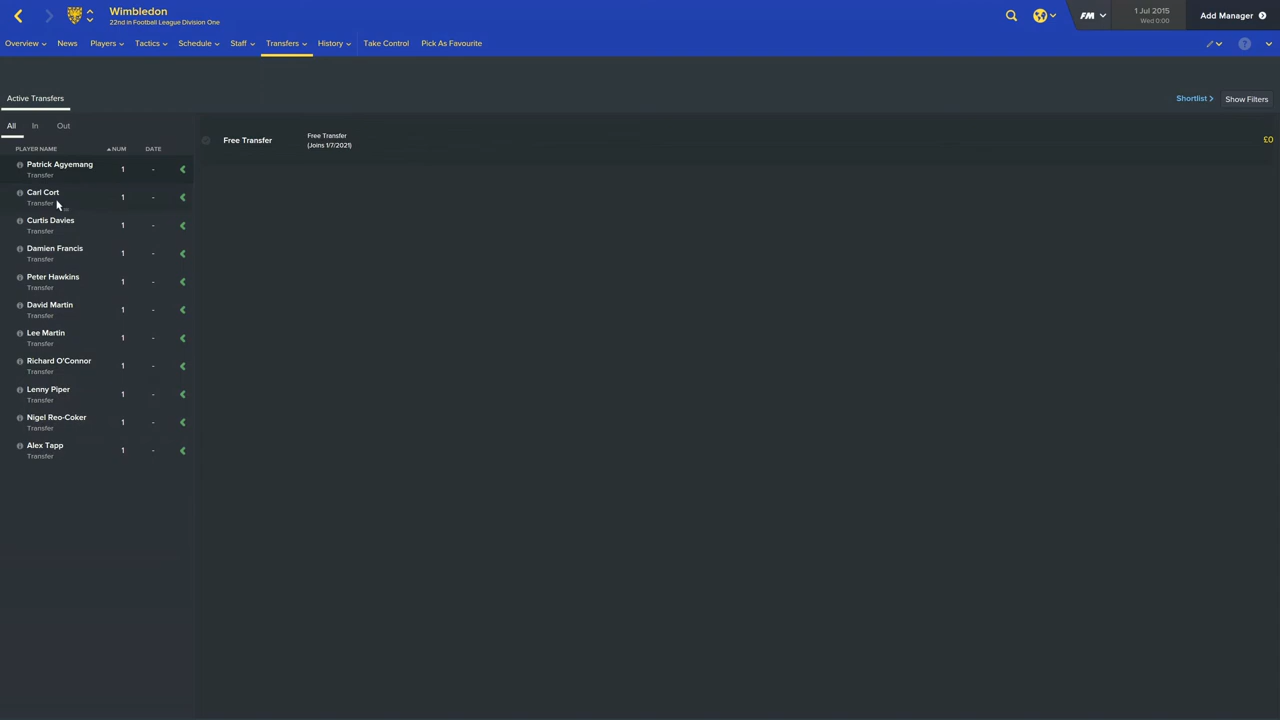 Wimbledon
22nd in Football League Division One
FM
1 Jul 2015
Wed 0:00
Add Manager
Overview
News
Players
Tactics
Schedule
Staff
Transfers
History
Take Control
Pick As Favourite
?
Active Transfers
Shortlist
Show Filters
All In Out
PLAYER NAME NUM DATE
Free Transfer
Free Transfer
(Joins 1/7/2021)
£0
Patrick Agyemang 1 -
Transfer
Carl Cort 1 -
Transfer
Curtis Davies 1 -
Transfer
Damien Francis 1 -
Transfer
Peter Hawkins 1 -
Transfer
David Martin 1 -
Transfer
Lee Martin 1 -
Transfer
Richard O'Connor 1 -
Transfer
Lenny Piper 1 -
Transfer
Nigel Reo-Coker 1 -
Transfer
Alex Tapp 1 -
Transfer